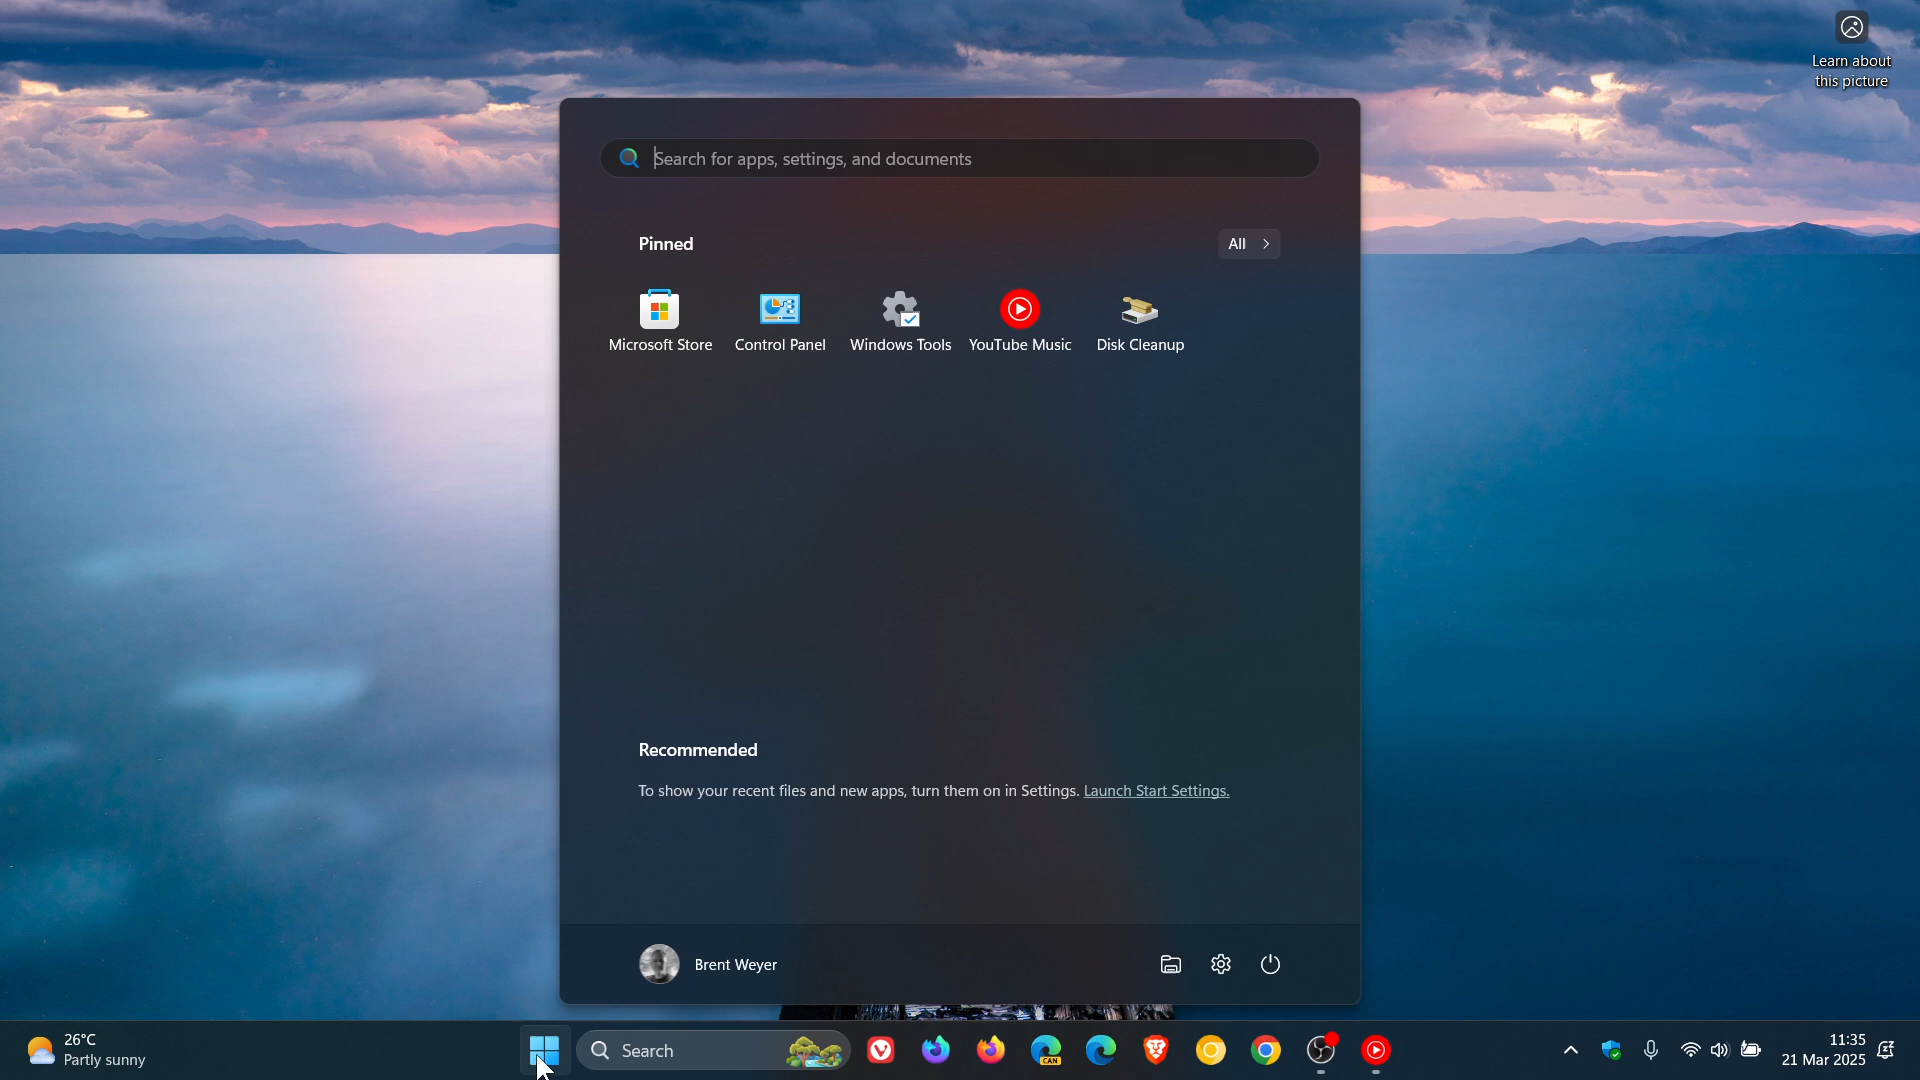 Learn about
this picture
Search for apps, settings, and documents
Pinned
All
Microsoft Store
Control Panel
Windows Tools
YouTube Music
Disk Cleanup
Recommended
To show your recent files and new apps, turn them on in Settings. Launch Start Settings.
Brent Weyer
26°C
Partly sunny
Search
CAN
11:35
21 Mar 2025